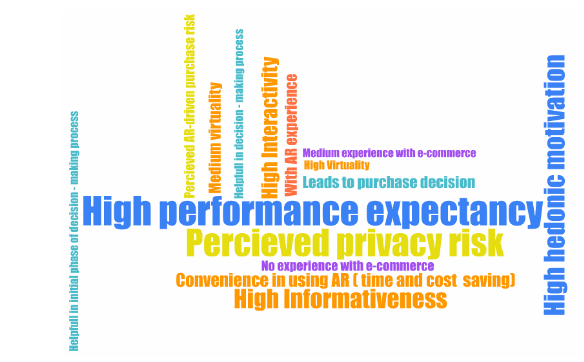 Helpfull in initial phase of decision - making process
Percieved AR-driven purchase risk
Medium virtuality
Helpfull in decision - making process
High Interactivity
With AR experience
Medium experience with e-commerce
High Virtuality
Leads to purchase decision
High performance expectancy
High hedonic motivation
Percieved privacy risk
No experience with e-commerce
Convenience in using AR ( time and cost saving)
High Informativeness